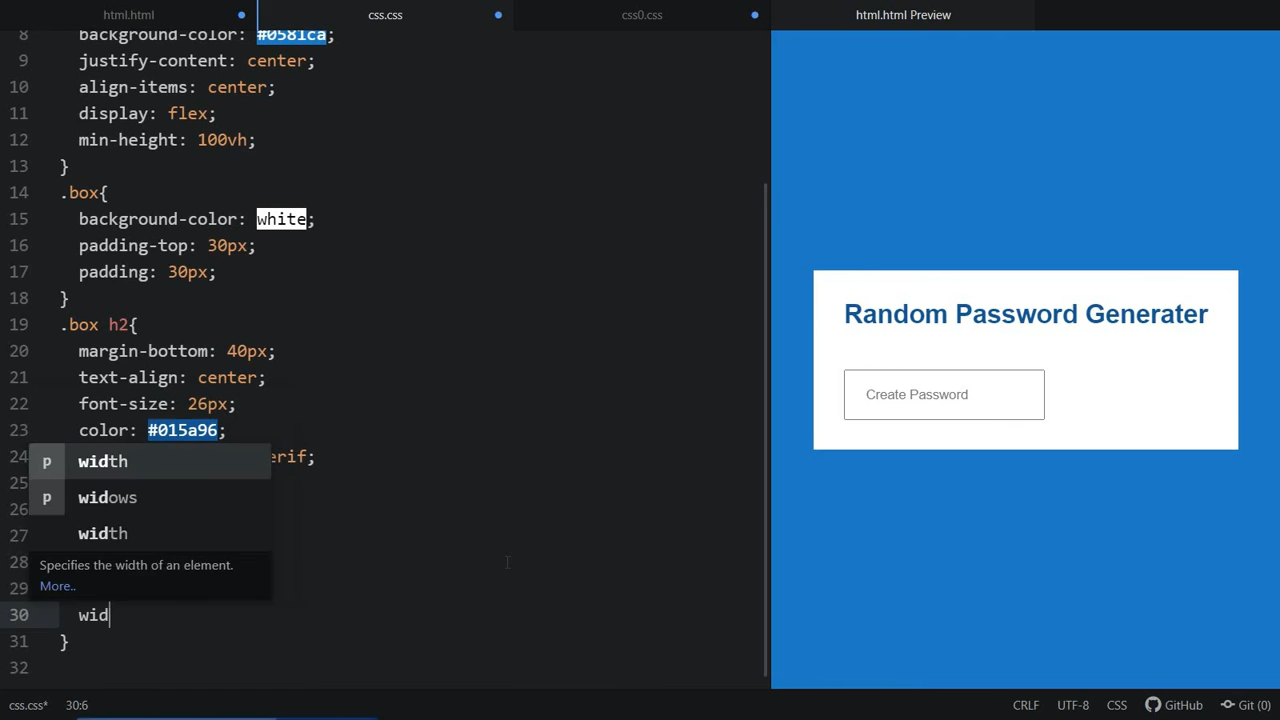 html.html
css.css
css0.css
html.html Preview
8 background-color: #0581ca;
9 justify-content: center;
10 align-items: center;
11 display: flex;
12 min-height: 100vh;
13 }
14 .box{
15 background-color: white;
16 padding-top: 30px;
17 padding: 30px;
18 }
19 .box h2{
20 margin-bottom: 40px;
21 text-align: center;
22 font-size: 26px;
23 color: #015a96;
24 erif;
25
26
27
28
29
30 wid
31 }
32
p width
p widows
width
Specifies the width of an element.
More..
Random Password Generater
Create Password
css.css* 30:6
CRLF UTF-8 CSS GitHub Git (0)